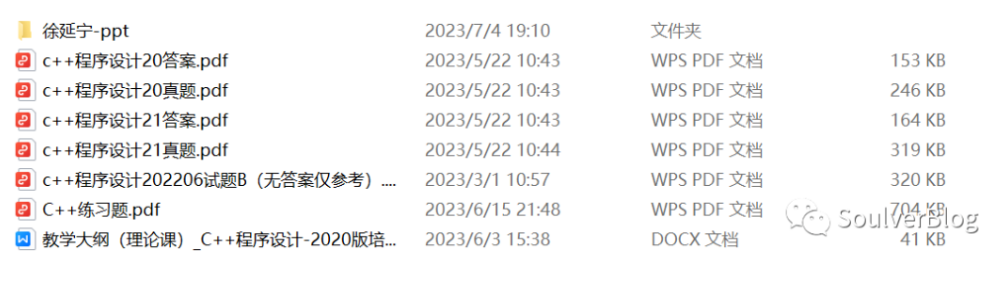 徐延宁-ppt 2023/7/4 19:10 文件夹
c++程序设计20答案.pdf 2023/5/22 10:43 WPS PDF 文档 153 KB
c++程序设计20真题.pdf 2023/5/22 10:43 WPS PDF 文档 246 KB
c++程序设计21答案.pdf 2023/5/22 10:43 WPS PDF 文档 164 KB
c++程序设计21真题.pdf 2023/5/22 10:44 WPS PDF 文档 319 KB
c++程序设计202206试题B（无答案仅参考）.... 2023/3/1 10:57 WPS PDF 文档 320 KB
C++练习题.pdf 2023/6/15 21:48 WPS PDF 文档 704 KB
SoulVerBlog
教学大纲（理论课）_C++程序设计-2020版培... 2023/6/3 15:38 DOCX 文档 41 KB